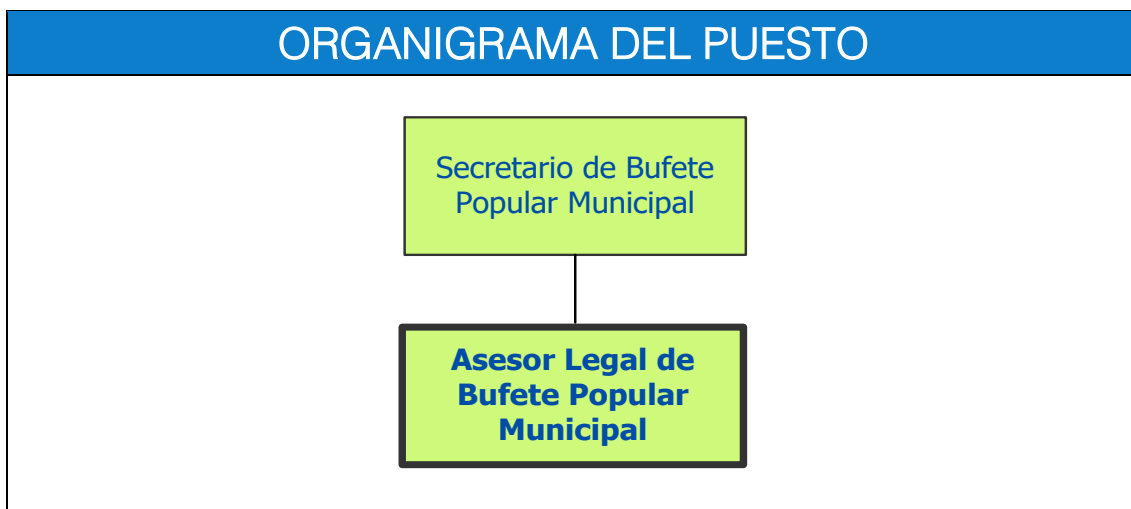 ORGANIGRAMA DEL PUESTO
Secretario de Bufete
Popular Municipal
Asesor Legal de
Bufete Popular
Municipal